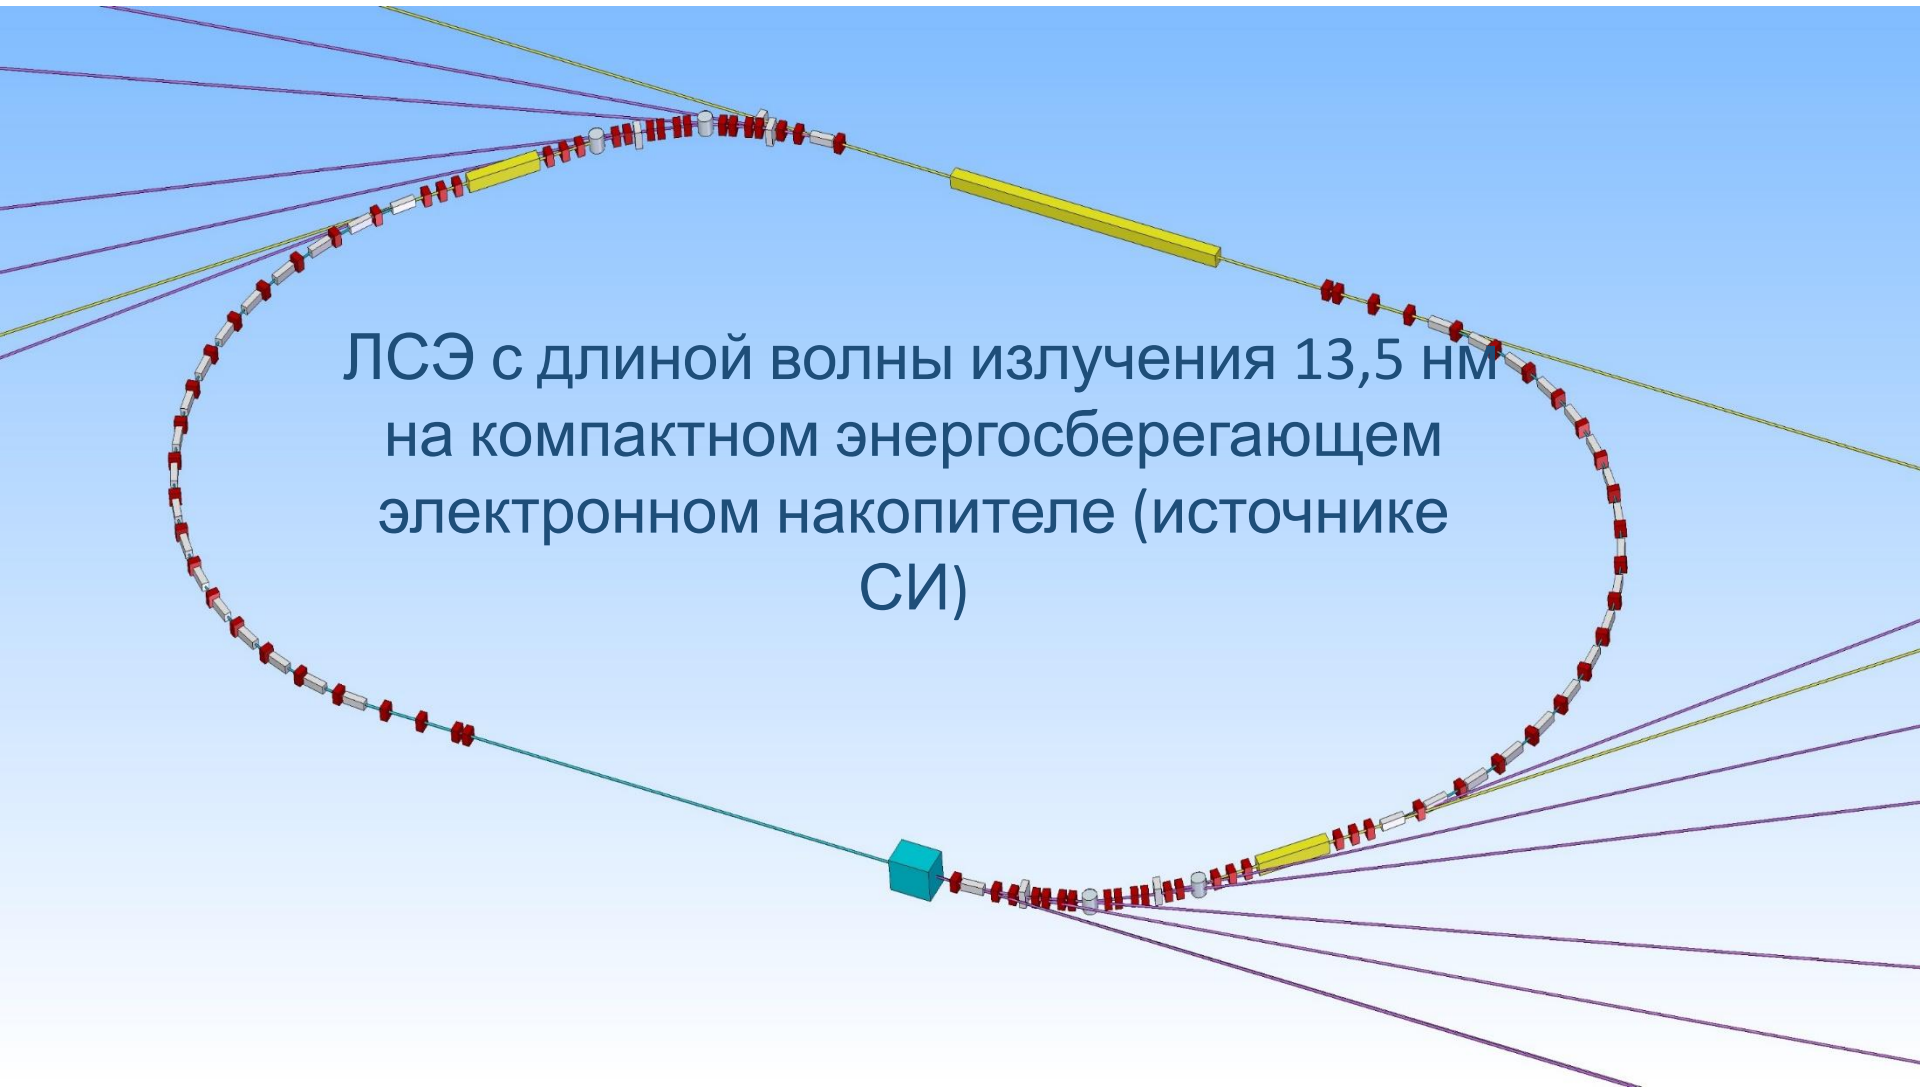 ЛСЭ с длиной волны излучения 13,5 нм
на компактном энергосберегающем
электронном накопителе (источнике
СИ)